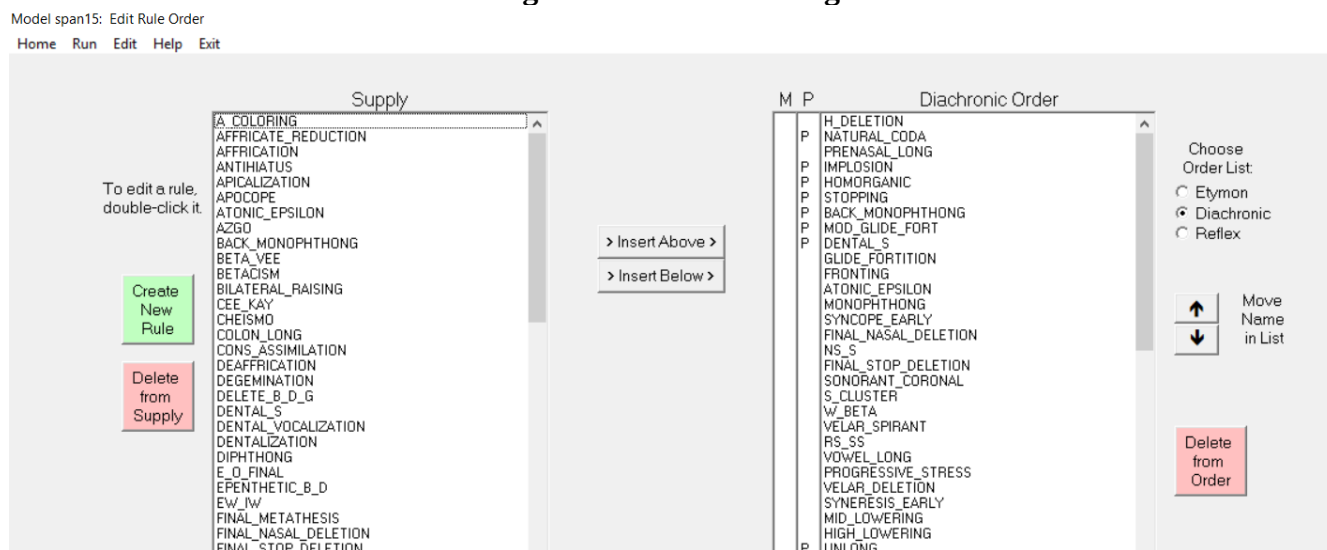 Model span15: Edit Rule Order
Home Run Edit Help Exit
Supply
A_COLORING
AFFRICATE_REDUCTION
AFFRICATION
ANTIHIATUS
APICALIZATION
APOCOPE
ATONIC_EPSILON
AZGO
BACK_MONOPHTHONG
BETA_VEE
BETACISM
BILATERAL_RAISING
CEE_KAY
CHEISMO
COLON_LONG
CONS_ASSIMILATION
DEAFFRICATION
DEGEMINATION
DELETE_B_D_G
DENTAL_S
DENTAL_VOCALIZATION
DENTALIZATION
DIPHTHONG
E_O_FINAL
EPENTHETIC_B_D
EW_IW
FINAL_METATHESIS
FINAL_NASAL_DELETION
FINAL_STOP_DELETION
To edit a rule,
double-click it.
Create
New
Rule
Delete
from
Supply
> Insert Above >
> Insert Below >
M P Diachronic Order
H_DELETION
P NATURAL_CODA
PRENASAL_LONG
P IMPLOSION
P HOMORGANIC
P STOPPING
P BACK_MONOPHTHONG
P MOD_GLIDE_FORT
P DENTAL_S
GLIDE_FORTITION
FRONTING
ATONIC_EPSILON
MONOPHTHONG
SYNCOPE_EARLY
FINAL_NASAL_DELETION
NS_S
FINAL_STOP_DELETION
SONORANT_CORONAL
S_CLUSTER
W_BETA
VELAR_SPIRANT
RS_SS
VOWEL_LONG
PROGRESSIVE_STRESS
VELAR_DELETION
SYNERESIS_EARLY
MID_LOWERING
HIGH_LOWERING
P UNLONG
Choose
Order List:
Etymon
Diachronic
Reflex
Move
Name
in List
Delete
from
Order